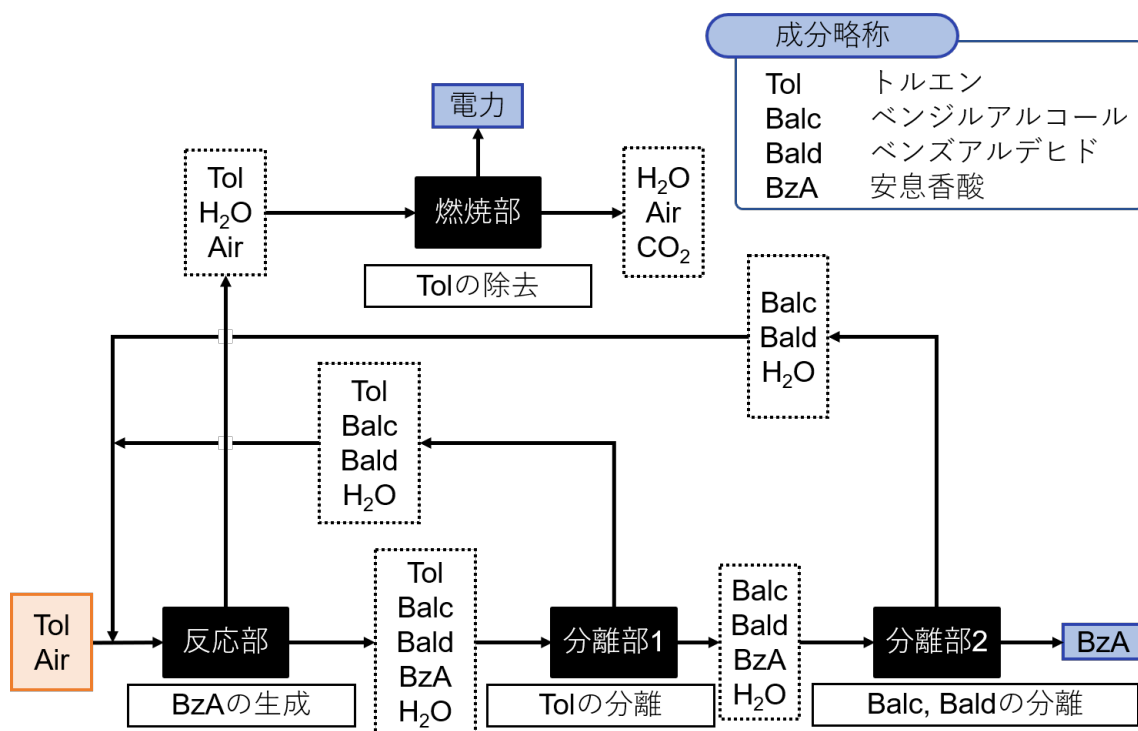 成分略称
Tol トルエン
Balc ベンジルアルコール
Bald ベンズアルデヒド
BzA 安息香酸
電力
Tol
H₂O
Air
燃焼部
H₂O
Air
CO₂
Tolの除去
Balc
Bald
H₂O
Tol
Balc
Bald
H₂O
Tol
Air
反応部
BzAの生成
Tol
Balc
Bald
BzA
H₂O
分離部1
Tolの分離
Balc
Bald
BzA
H₂O
分離部2
Balc, Baldの分離
BzA